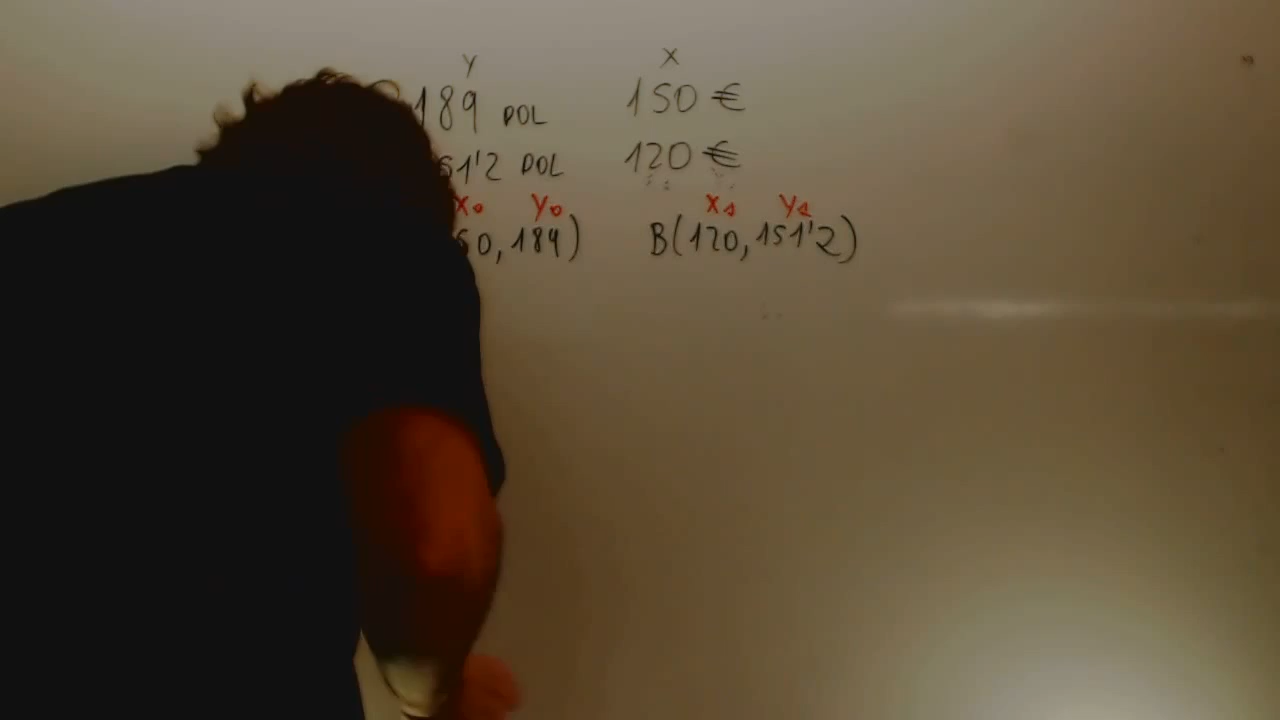 Y X
189 DOL 150 €
51'2 DOL 120 €
X₀ Y₀ X₁ Y₁
50, 189) B(120, 151'2)